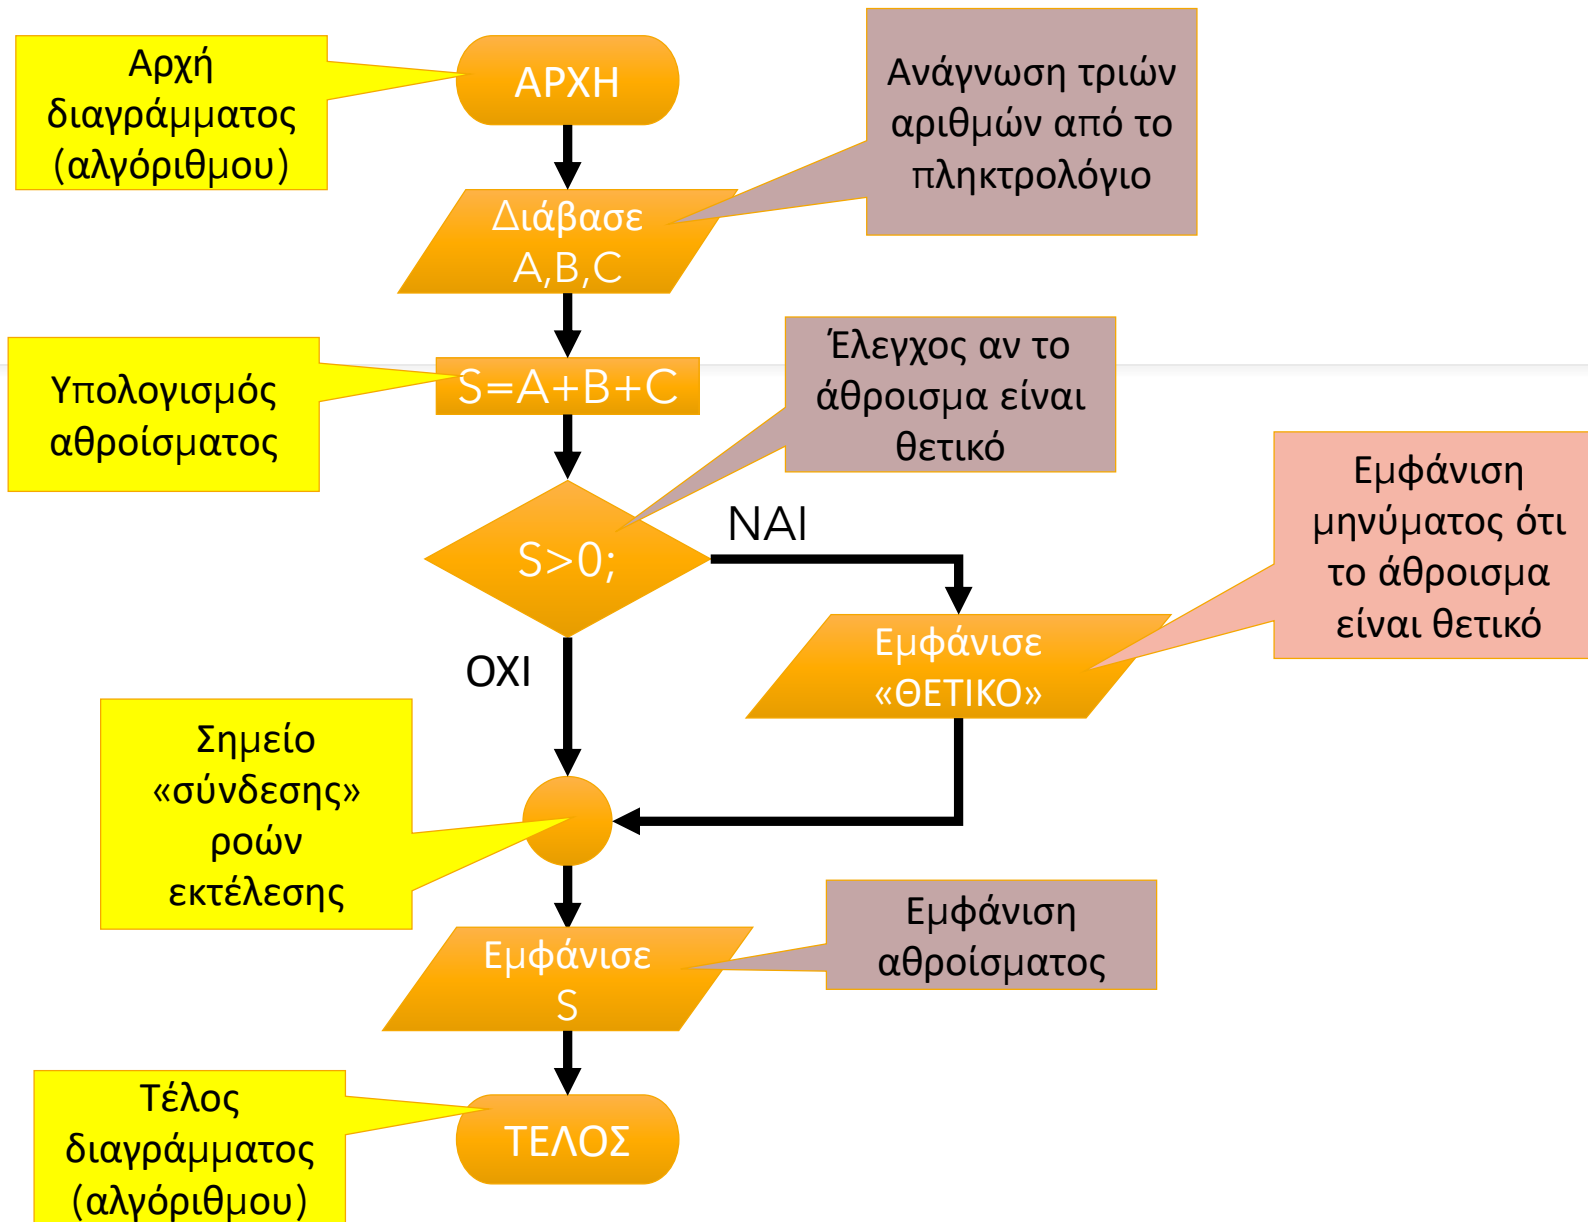 Αρχή
διαγράμματος
(αλγόριθμου)
ΑΡΧΗ
Ανάγνωση τριών
αριθμών από το
πληκτρολόγιο
Διάβασε
A,B,C
Υπολογισμός
αθροίσματος
S=A+B+C
Έλεγχος αν το
άθροισμα είναι
θετικό
S>0;
ΝΑΙ
Εμφάνιση
μηνύματος ότι
το άθροισμα
είναι θετικό
Εμφάνισε
«ΘΕΤΙΚΟ»
ΟΧΙ
Σημείο
«σύνδεσης»
ροών
εκτέλεσης
Εμφάνισε
S
Εμφάνιση
αθροίσματος
Τέλος
διαγράμματος
(αλγόριθμου)
ΤΕΛΟΣ